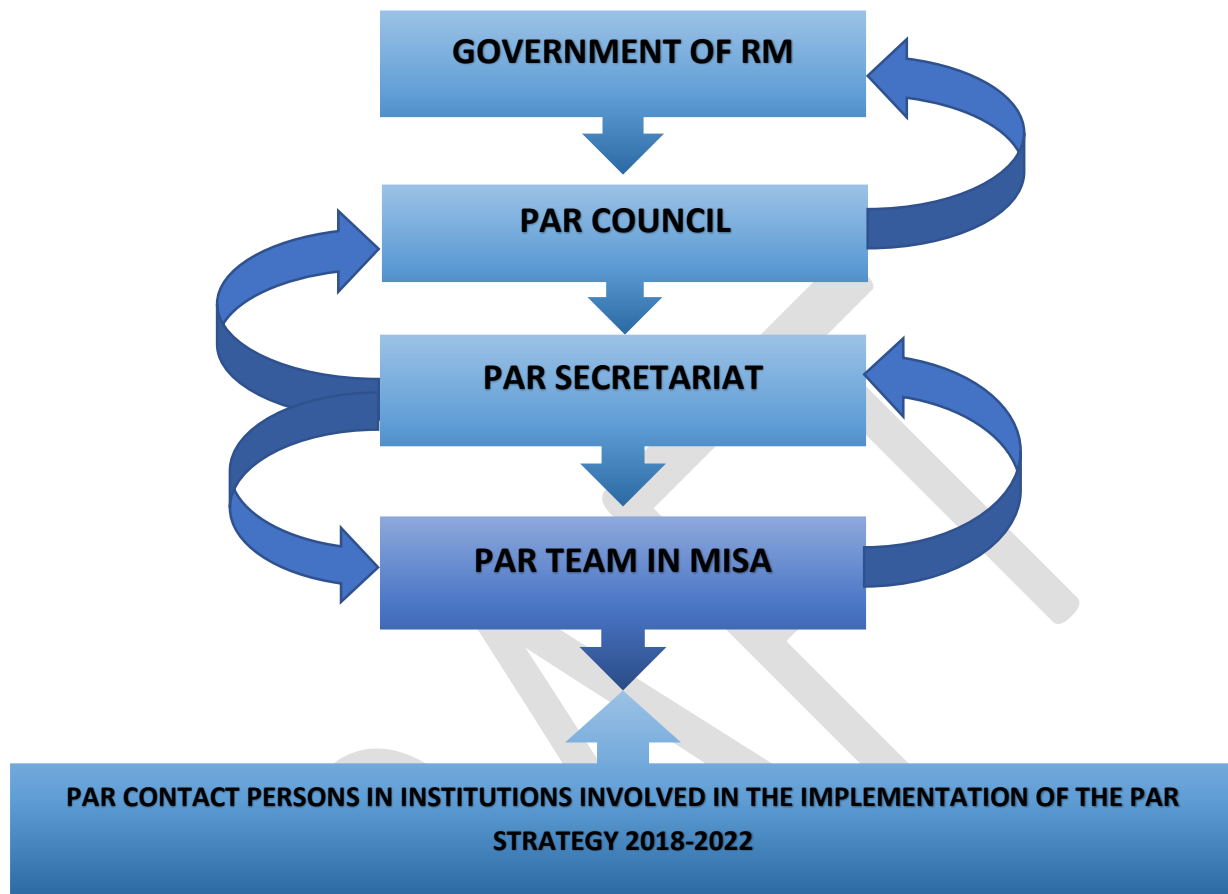 GOVERNMENT OF RM
PAR COUNCIL
PAR SECRETARIAT
PAR TEAM IN MISA
PAR CONTACT PERSONS IN INSTITUTIONS INVOLVED IN THE IMPLEMENTATION OF THE PAR
STRATEGY 2018-2022